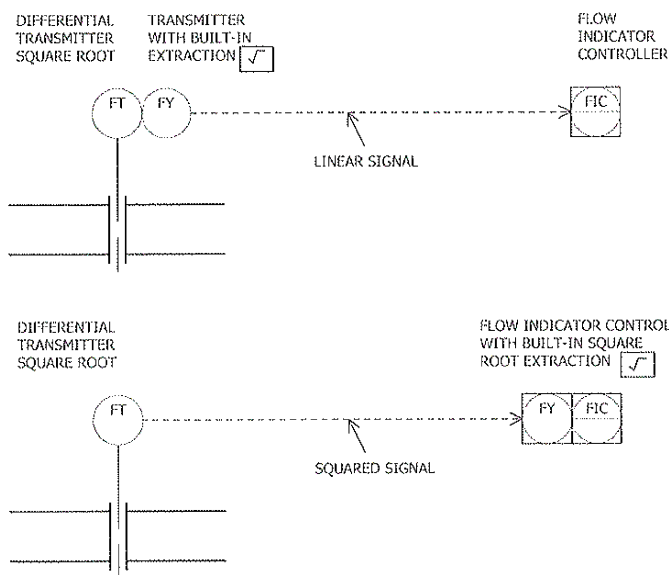 DIFFERENTIAL
TRANSMITTER
SQUARE ROOT
TRANSMITTER
WITH BUILT-IN
EXTRACTION √
FLOW
INDICATOR
CONTROLLER
FT
FY
FIC
LINEAR SIGNAL
DIFFERENTIAL
TRANSMITTER
SQUARE ROOT
FLOW INDICATOR CONTROL
WITH BUILT-IN SQUARE
ROOT EXTRACTION √
FT
FY
FIC
SQUARED SIGNAL